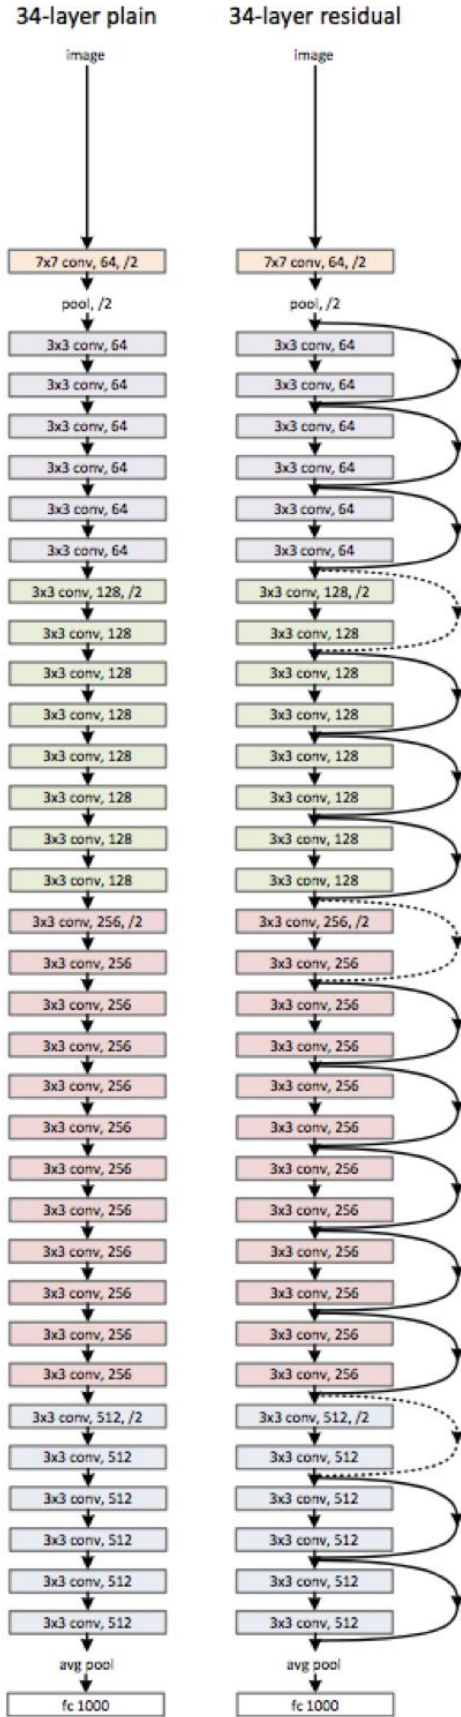 34-layer plain
image
7x7 conv, 64, /2
pool, /2
3x3 conv, 64
3x3 conv, 64
3x3 conv, 64
3x3 conv, 64
3x3 conv, 64
3x3 conv, 64
3x3 conv, 128, /2
3x3 conv, 128
3x3 conv, 128
3x3 conv, 128
3x3 conv, 128
3x3 conv, 128
3x3 conv, 128
3x3 conv, 128
3x3 conv, 256, /2
3x3 conv, 256
3x3 conv, 256
3x3 conv, 256
3x3 conv, 256
3x3 conv, 256
3x3 conv, 256
3x3 conv, 256
3x3 conv, 256
3x3 conv, 256
3x3 conv, 256
3x3 conv, 256
3x3 conv, 512, /2
3x3 conv, 512
3x3 conv, 512
3x3 conv, 512
3x3 conv, 512
3x3 conv, 512
avg pool
fc 1000
34-layer residual
image
7x7 conv, 64, /2
pool, /2
3x3 conv, 64
3x3 conv, 64
3x3 conv, 64
3x3 conv, 64
3x3 conv, 64
3x3 conv, 64
3x3 conv, 128, /2
3x3 conv, 128
3x3 conv, 128
3x3 conv, 128
3x3 conv, 128
3x3 conv, 128
3x3 conv, 128
3x3 conv, 128
3x3 conv, 256, /2
3x3 conv, 256
3x3 conv, 256
3x3 conv, 256
3x3 conv, 256
3x3 conv, 256
3x3 conv, 256
3x3 conv, 256
3x3 conv, 256
3x3 conv, 256
3x3 conv, 256
3x3 conv, 256
3x3 conv, 512, /2
3x3 conv, 512
3x3 conv, 512
3x3 conv, 512
3x3 conv, 512
3x3 conv, 512
avg pool
fc 1000